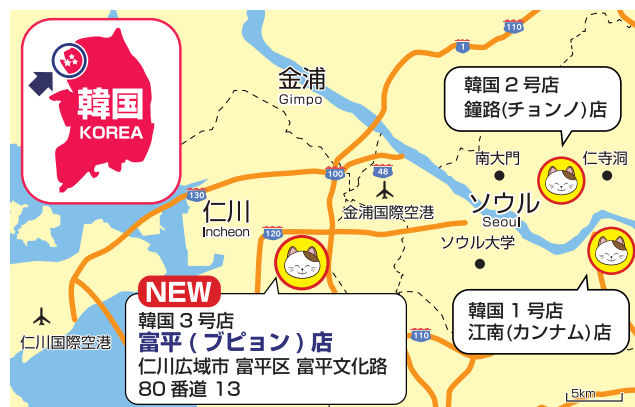 韓国
KOREA
金浦
Gimpo
110
1
韓国2号店
鐘路(チョンノ)店
南大門
仁寺洞
100
48
130
仁川
Incheon
金浦国際空港
ソウル
Seoul
120
ソウル大学
NEW
韓国3号店
富平(ブピョン)店
仁川広域市 富平区 富平文化路
80番道 13
韓国1号店
江南(カンナム)店
仁川国際空港
110
5km